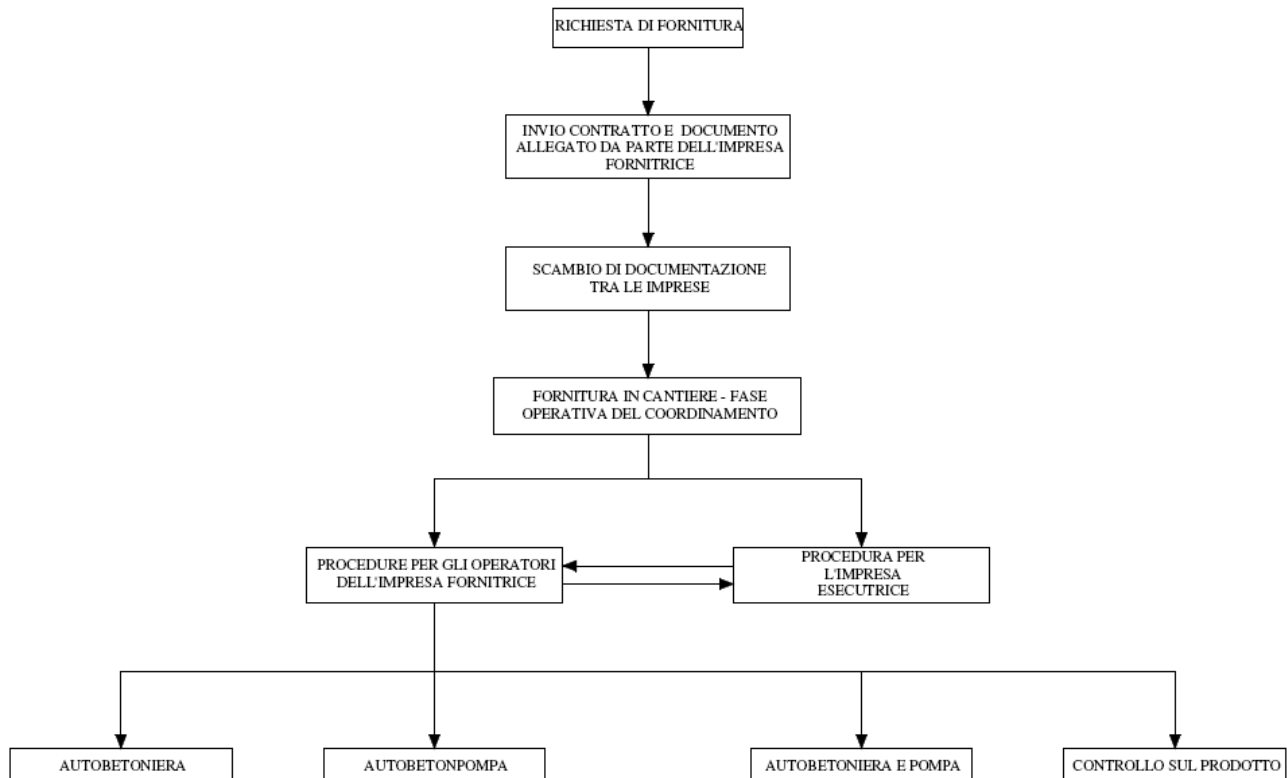 RICHIESTA DI FORNITURA
INVIO CONTRATTO E DOCUMENTO
ALLEGATO DA PARTE DELL'IMPRESA
FORNITRICE
SCAMBIO DI DOCUMENTAZIONE
TRA LE IMPRESE
FORNITURA IN CANTIERE - FASE
OPERATIVA DEL COORDINAMENTO
PROCEDURE PER GLI OPERATORI
DELL'IMPRESA FORNITRICE
PROCEDURA PER
L'IMPRESA
ESECUTRICE
AUTOBETONIERA
AUTOBETONPOMPA
AUTOBETONIERA E POMPA
CONTROLLO SUL PRODOTTO